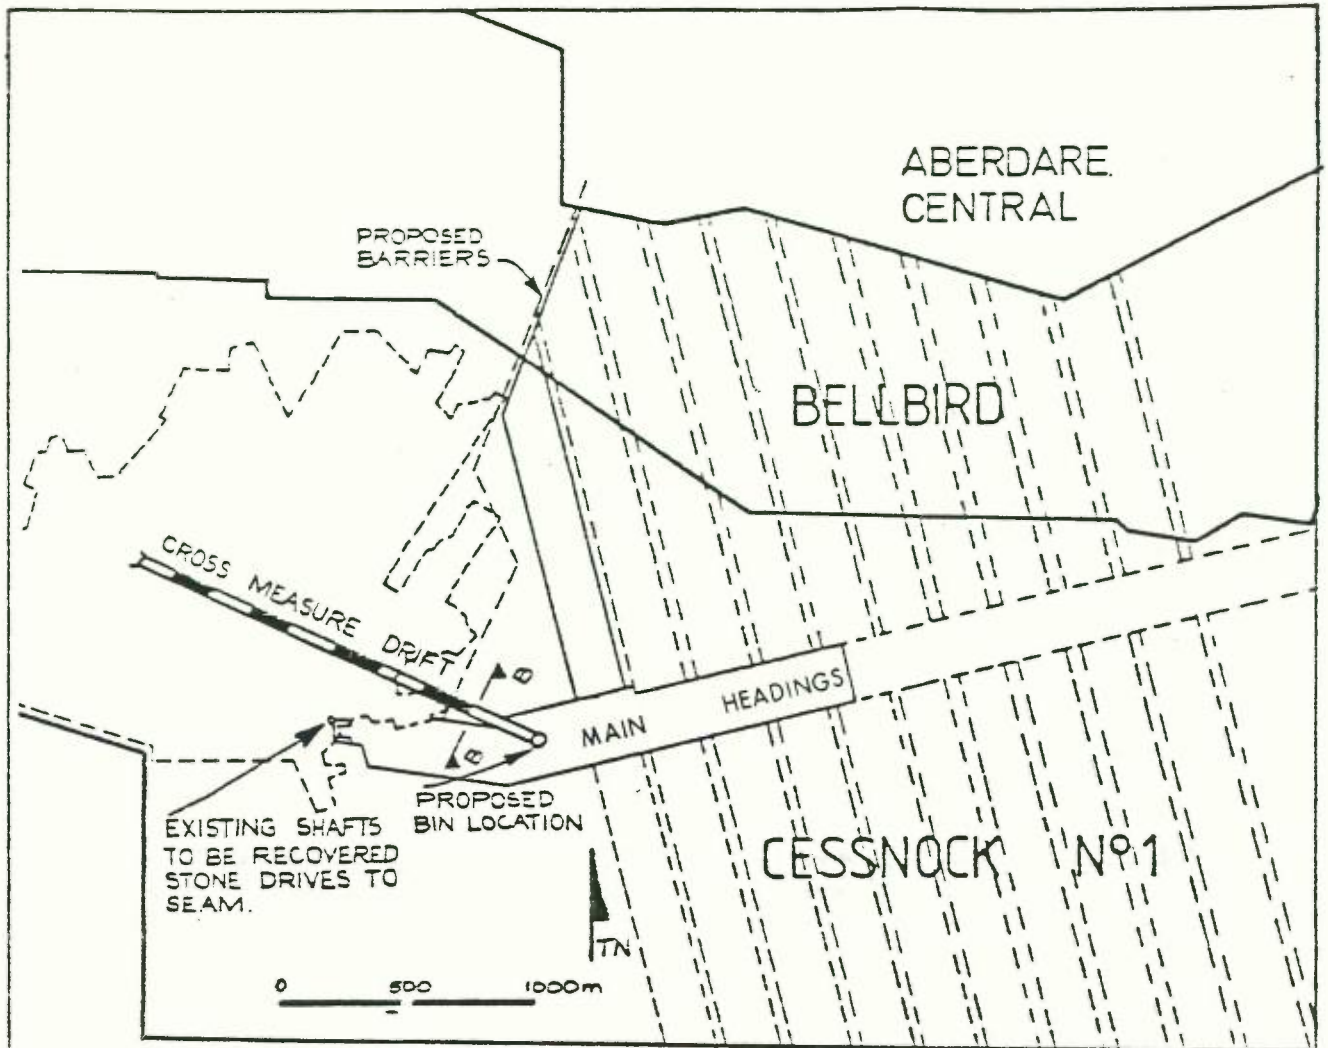 ABERDARE
CENTRAL
PROPOSED
BARRIERS
BELLBIRD
CROSS MEASURE DRIFT
B
B
MAIN HEADINGS
PROPOSED
BIN LOCATION
EXISTING SHAFTS
TO BE RECOVERED
STONE DRIVES TO
SEAM.
CESSNOCK Nº1
TN
0 500 1000m